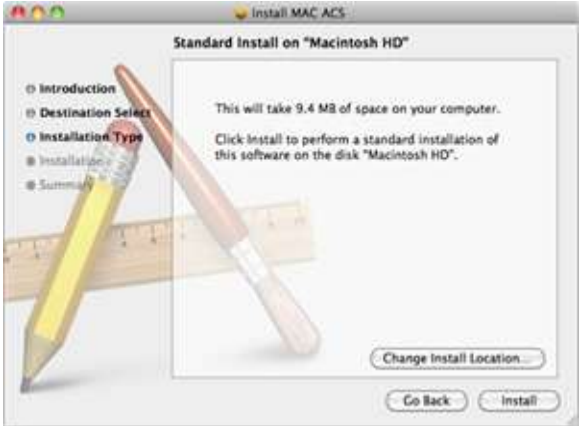 Install MAC ACS
Standard Install on "Macintosh HD"
Introduction
Destination Select
Installation Type
Installation
Summary
This will take 9.4 MB of space on your computer.
Click Install to perform a standard installation of
this software on the disk "Macintosh HD".
Change Install Location...
Go Back
Install